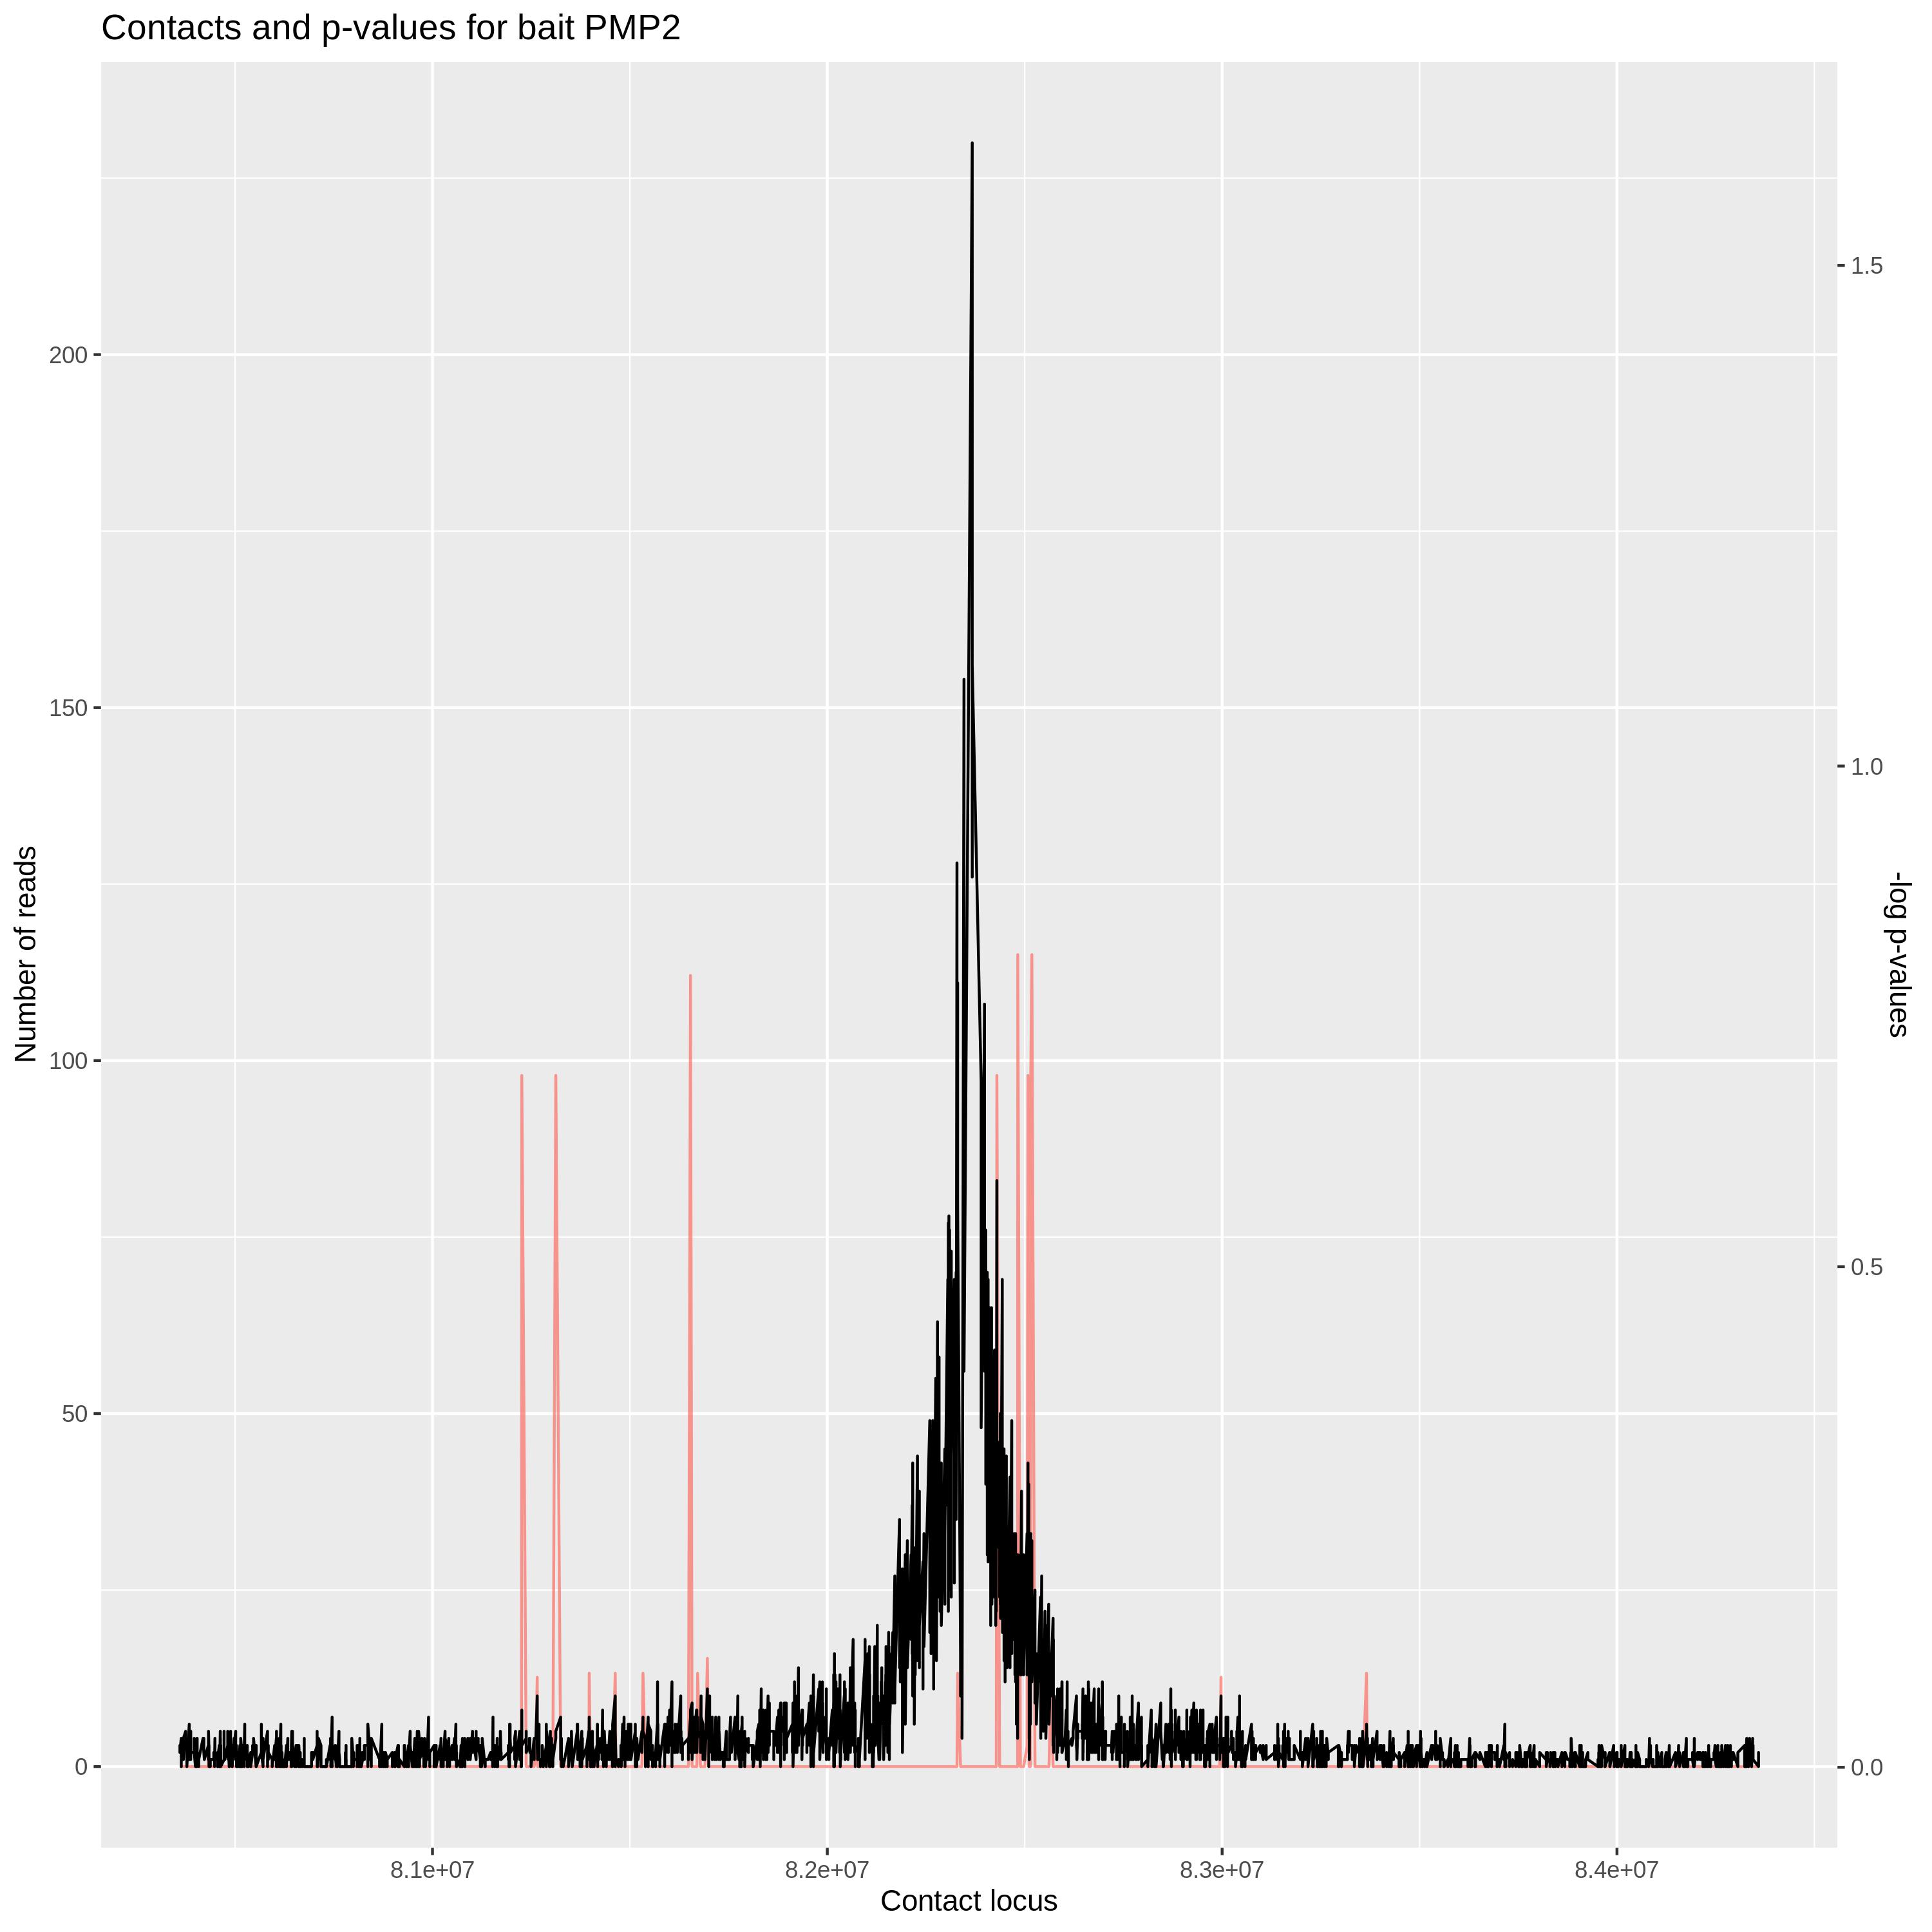 Contacts and p-values for bait PMP2
Number of reads
200
150
100
50
0
1.5
1.0
0.5
0.0
-log p-values
8.1e+07
8.2e+07
8.3e+07
8.4e+07
Contact locus